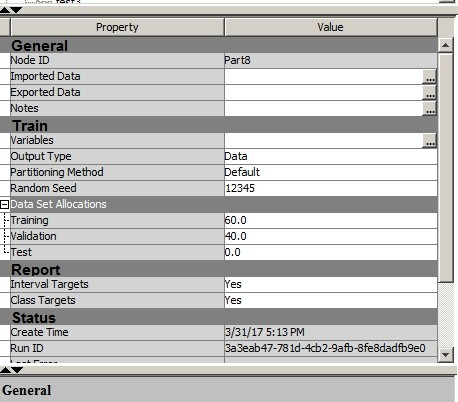 test3
Property Value
General
Node ID Part8
Imported Data ...
Exported Data ...
Notes ...
Train
Variables ...
Output Type Data
Partitioning Method Default
Random Seed 12345
Data Set Allocations
Training 60.0
Validation 40.0
Test 0.0
Report
Interval Targets Yes
Class Targets Yes
Status
Create Time 3/31/17 5:13 PM
Run ID 3a3eab47-781d-4cb2-9afb-8fe8dadfb9e0
Last Error
General